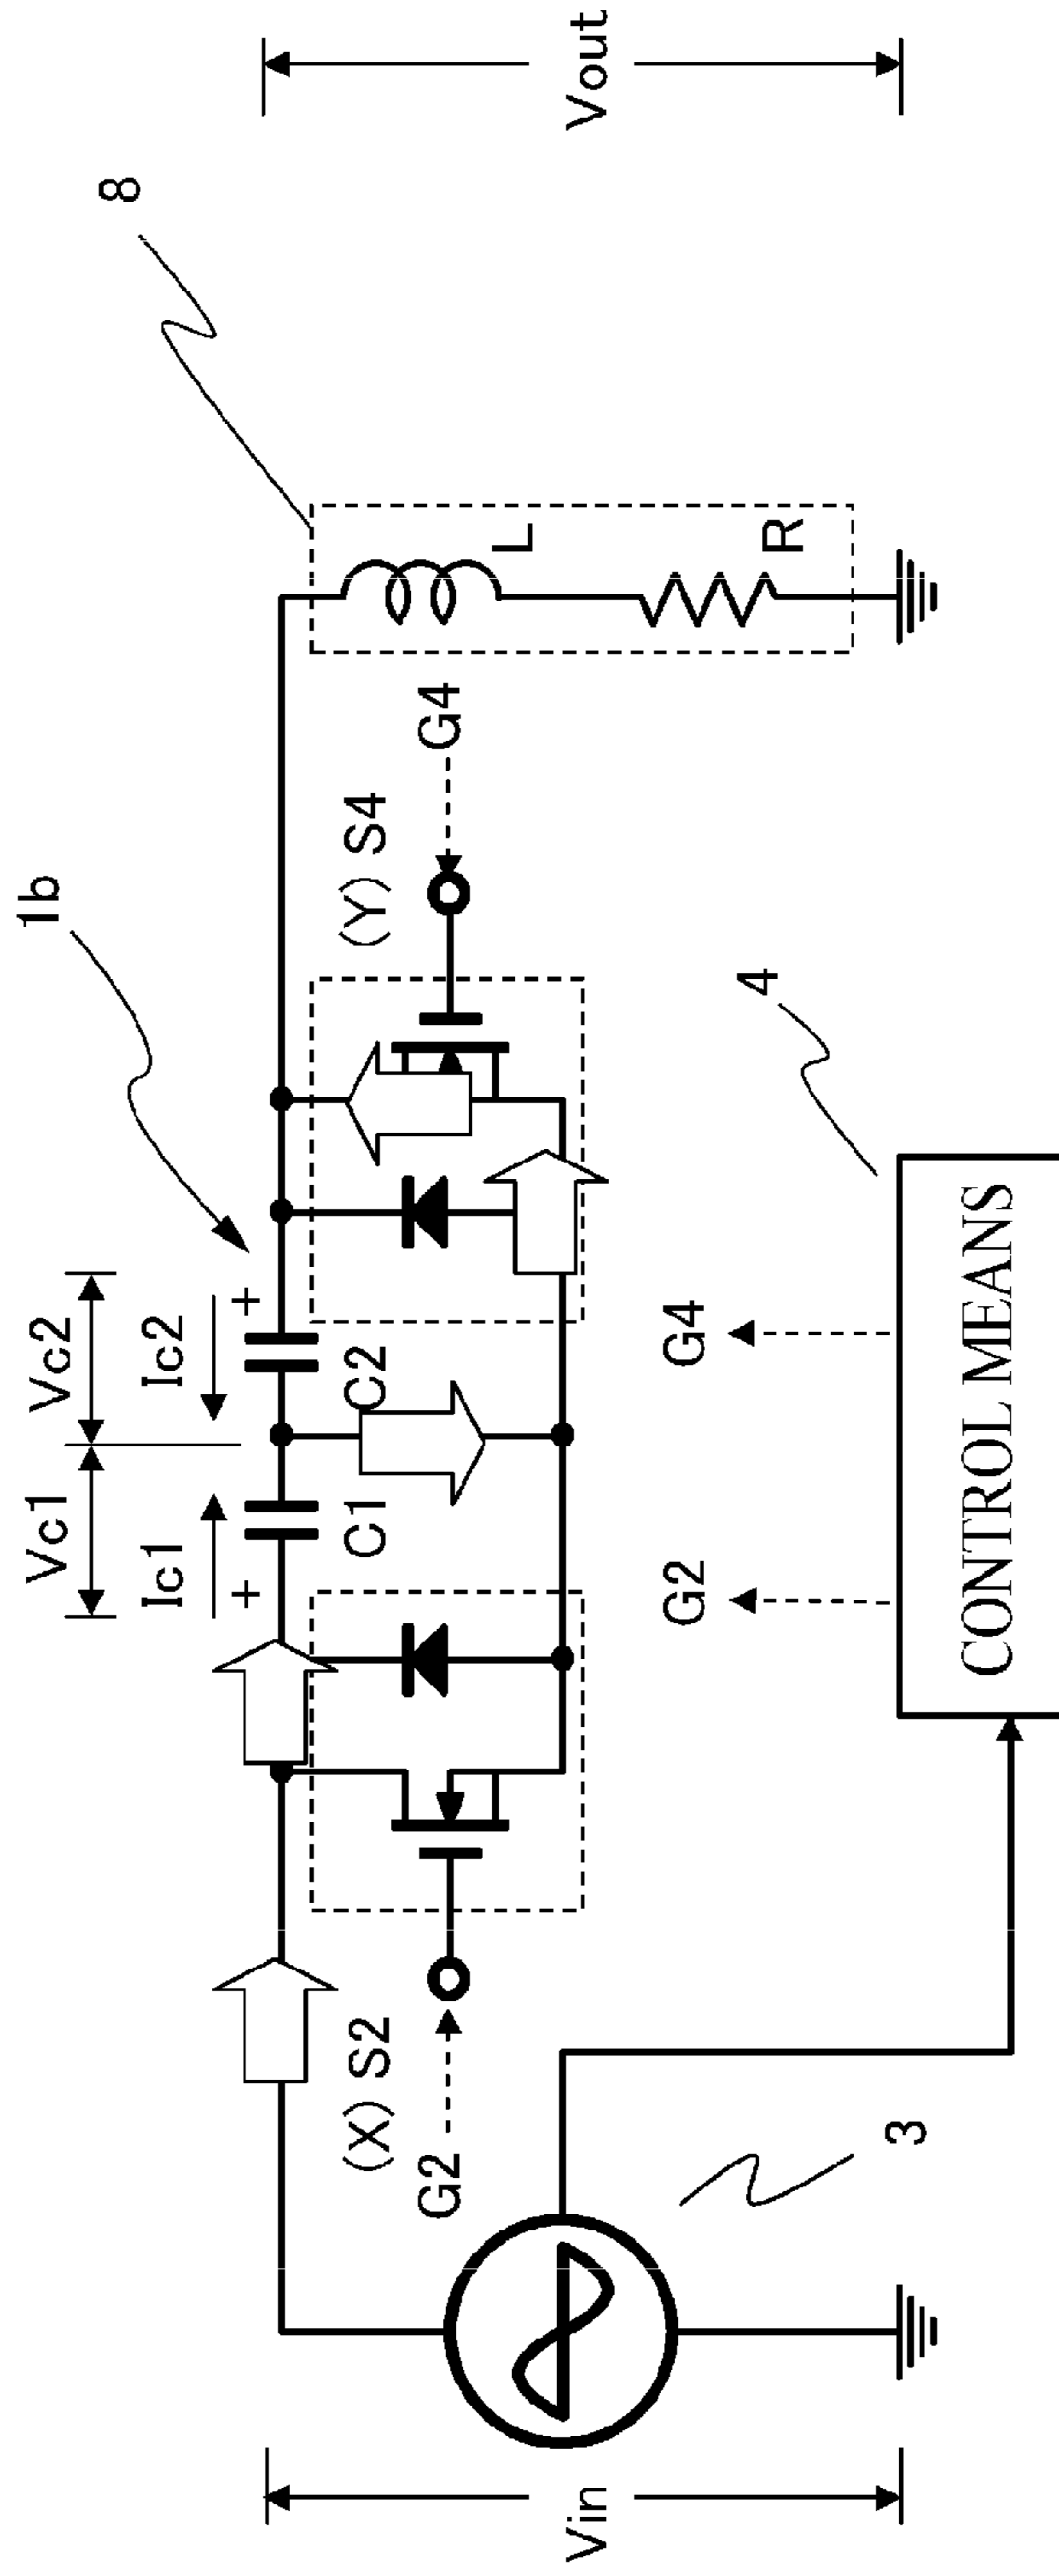 1b
8
Vc1
Vc2
Ic1
Ic2
+
+
C1
C2
(X) S2
(Y) S4
G2
G4
L
R
Vin
Vout
G2
G4
3
4
CONTROL MEANS